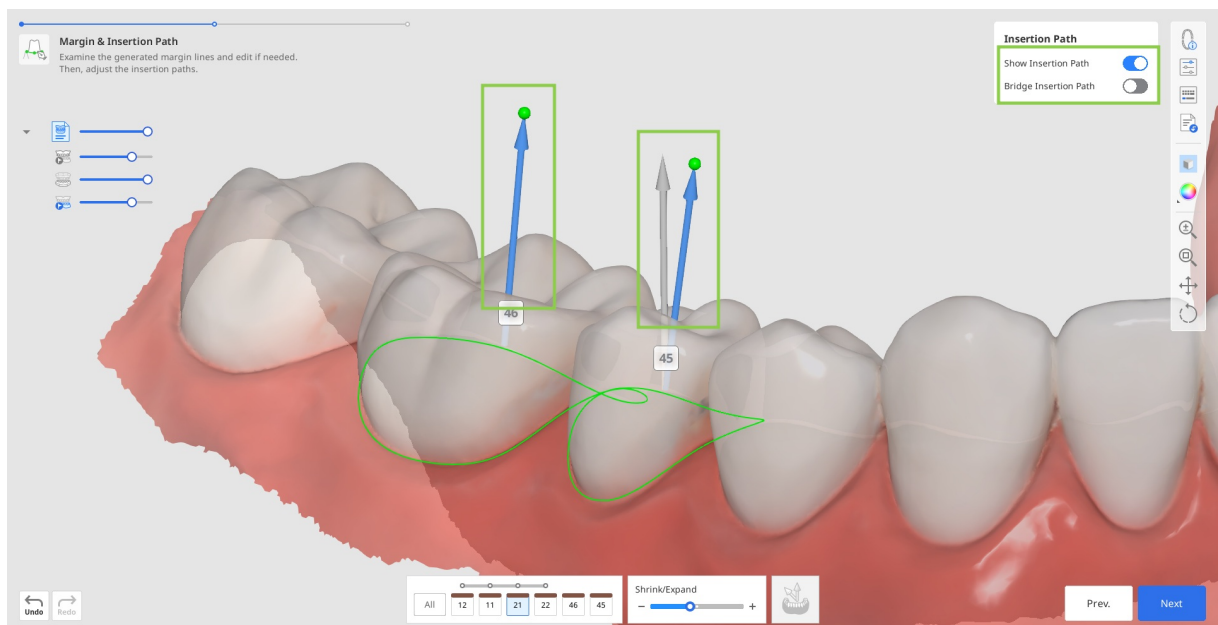 Margin & Insertion Path
Examine the generated margin lines and edit if needed.
Then, adjust the insertion paths.
Insertion Path
Show Insertion Path
Bridge Insertion Path
46
45
Undo
Redo
All
12
11
21
22
46
45
Shrink/Expand
Prev.
Next